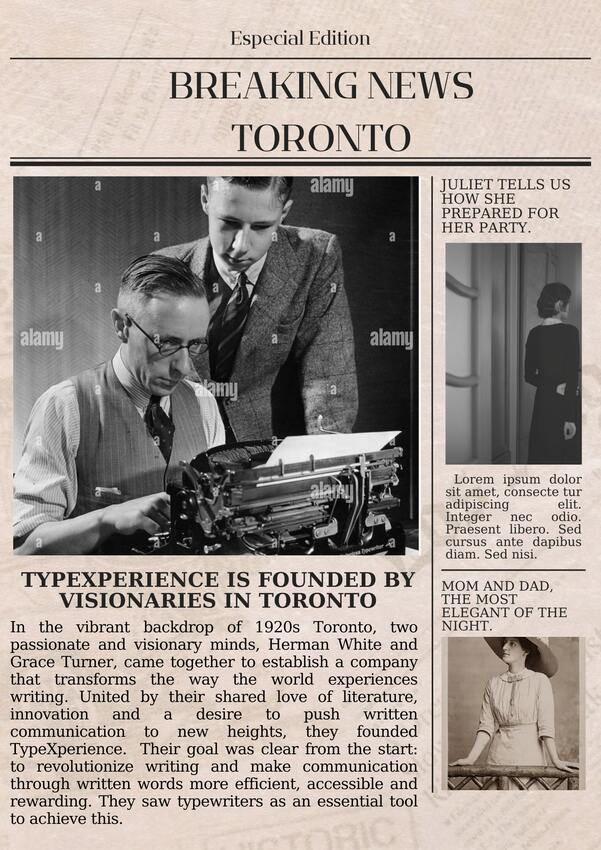 Especial Edition
BREAKING NEWS
TORONTO
JULIET TELLS US
HOW SHE
PREPARED FOR
HER PARTY.
a
alamy
a
a
a
a
a
alamy
alamy
alamy
a
a
alamy
a
a
Lorem ipsum dolor
sit amet, consecte tur
adipiscing elit.
Integer nec odio.
Praesent libero. Sed
cursus ante dapibus
diam. Sed nisi.
TYPEXPERIENCE IS FOUNDED BY
VISIONARIES IN TORONTO
In the vibrant backdrop of 1920s Toronto, two
passionate and visionary minds, Herman White and
Grace Turner, came together to establish a company
that transforms the way the world experiences
writing. United by their shared love of literature,
innovation and a desire to push written
communication to new heights, they founded
TypeXperience. Their goal was clear from the start:
to revolutionize writing and make communication
through written words more efficient, accessible and
rewarding. They saw typewriters as an essential tool
to achieve this.
MOM AND DAD,
THE MOST
ELEGANT OF THE
NIGHT.